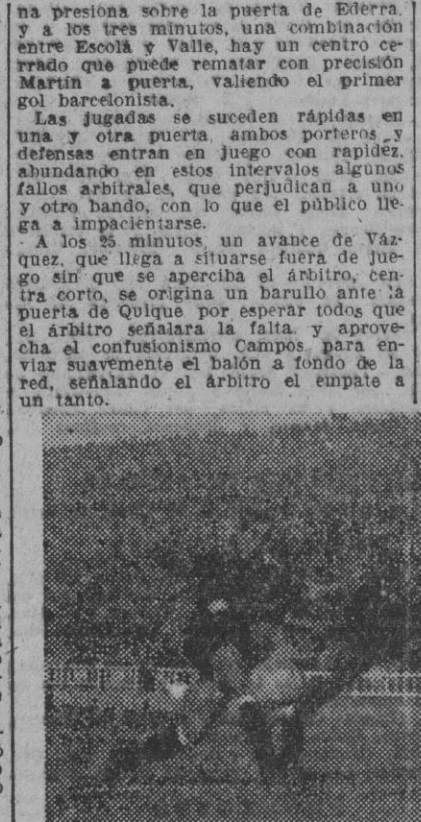 na presiona sobre la puerta de Ederra,
y a los tres minutos, una combinación
entre Escolá y Valle, hay un centro ce-
rrado que puede rematar con precisión
Martín a puerta, valiendo el primer
gol barcelonista.
Las jugadas se suceden rápidas en
una y otra puerta, ambos porteros y
defensas entran en juego con rapidez,
abundando en estos intervalos algunos
fallos arbitrales, que perjudican a uno
y otro bando, con lo que el público lle-
ga a impacientarse.
A los 25 minutos, un avance de Váz-
quez, que llega a situarse fuera de jue-
go sin que se aperciba el árbitro, cen-
tra corto, se origina un barullo ante la
puerta de Quique por esperar todos que
el árbitro señalara la falta, y aprove-
cha el confusionismo Campos para en-
viar suavemente el balón a fondo de la
red, señalando el árbitro el empate a
un tanto.